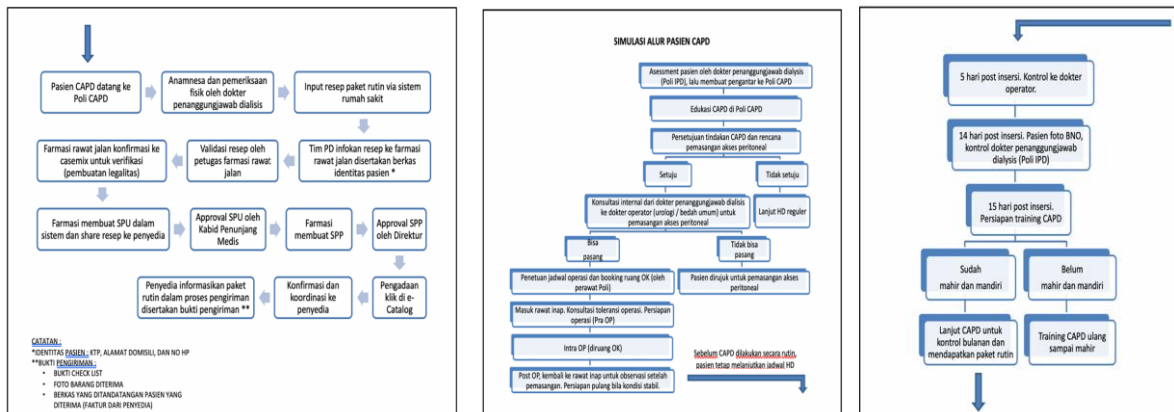 Pasien CAPD datang ke
Poli CAPD
Anamnesa dan pemeriksaan
fisik oleh dokter
penanggungjawab dialisis
Input resep paket rutin via sistem
rumah sakit
Farmasi rawat jalan konfirmasi ke
casemix untuk verifikasi
(pembuatan legalitas)
Validasi resep oleh
petugas farmasi rawat
jalan
Tim PD infokan resep ke farmasi
rawat jalan disertakan berkas
identitas pasien *
Farmasi membuat SPU dalam
sistem dan share resep ke penyedia
Approval SPU oleh
Kabid Penunjang
Medis
Farmasi
membuat SPP
Approval SPP
oleh Direktur
Penyedia informasikan paket
rutin dalam proses pengiriman
disertakan bukti pengiriman **
Konfirmasi dan
koordinasi ke
penyedia
Pengadaan
klik di e-
Catalog
CATATAN :
*IDENTITAS PASIEN : KTP, ALAMAT DOMISILI, DAN NO HP
**BUKTI PENGIRIMAN :
• BUKTI CHECK LIST
• FOTO BARANG DITERIMA
• BERKAS YANG DITANDATANGAN PASIEN YANG
DITERIMA (FAKTUR DARI PENYEDIA)
SIMULASI ALUR PASIEN CAPD
Asessment pasien oleh dokter penanggungjawab dialysis
(Poli IPD), lalu membuat pengantar ke Poli CAPD
Edukasi CAPD di Poli CAPD
Persetujuan tindakan CAPD dan rencana
pemasangan akses peritoneal
Setuju
Tidak setuju
Konsultasi internal dari dokter penanggungjawab dialisis
ke dokter operator (urologi / bedah umum) untuk
pemasangan akses peritoneal
Lanjut HD reguler
Bisa
pasang
Tidak bisa
pasang
Penetuan jadwal operasi dan booking ruang OK (oleh
perawat Poli)
Pasien dirujuk untuk pemasangan akses
peritoneal
Masuk rawat inap. Konsultasi toleransi operasi. Persiapan
operasi (Pra OP)
Intra OP (diruang OK)
Post OP, kembali ke rawat inap untuk observasi setelah
pemasangan. Persiapan pulang bila kondisi stabil.
Sebelum CAPD dilakukan secara rutin,
pasien tetap melanjutkan jadwal HD
5 hari post insersi. Kontrol ke dokter
operator.
14 hari post insersi. Pasien foto BNO,
kontrol dokter penanggungjawab
dialysis (Poli IPD)
15 hari post insersi.
Persiapan training CAPD
Sudah
mahir dan mandiri
Belum
mahir dan mandiri
Lanjut CAPD untuk
kontrol bulanan dan
mendapatkan paket rutin
Training CAPD ulang
sampai mahir